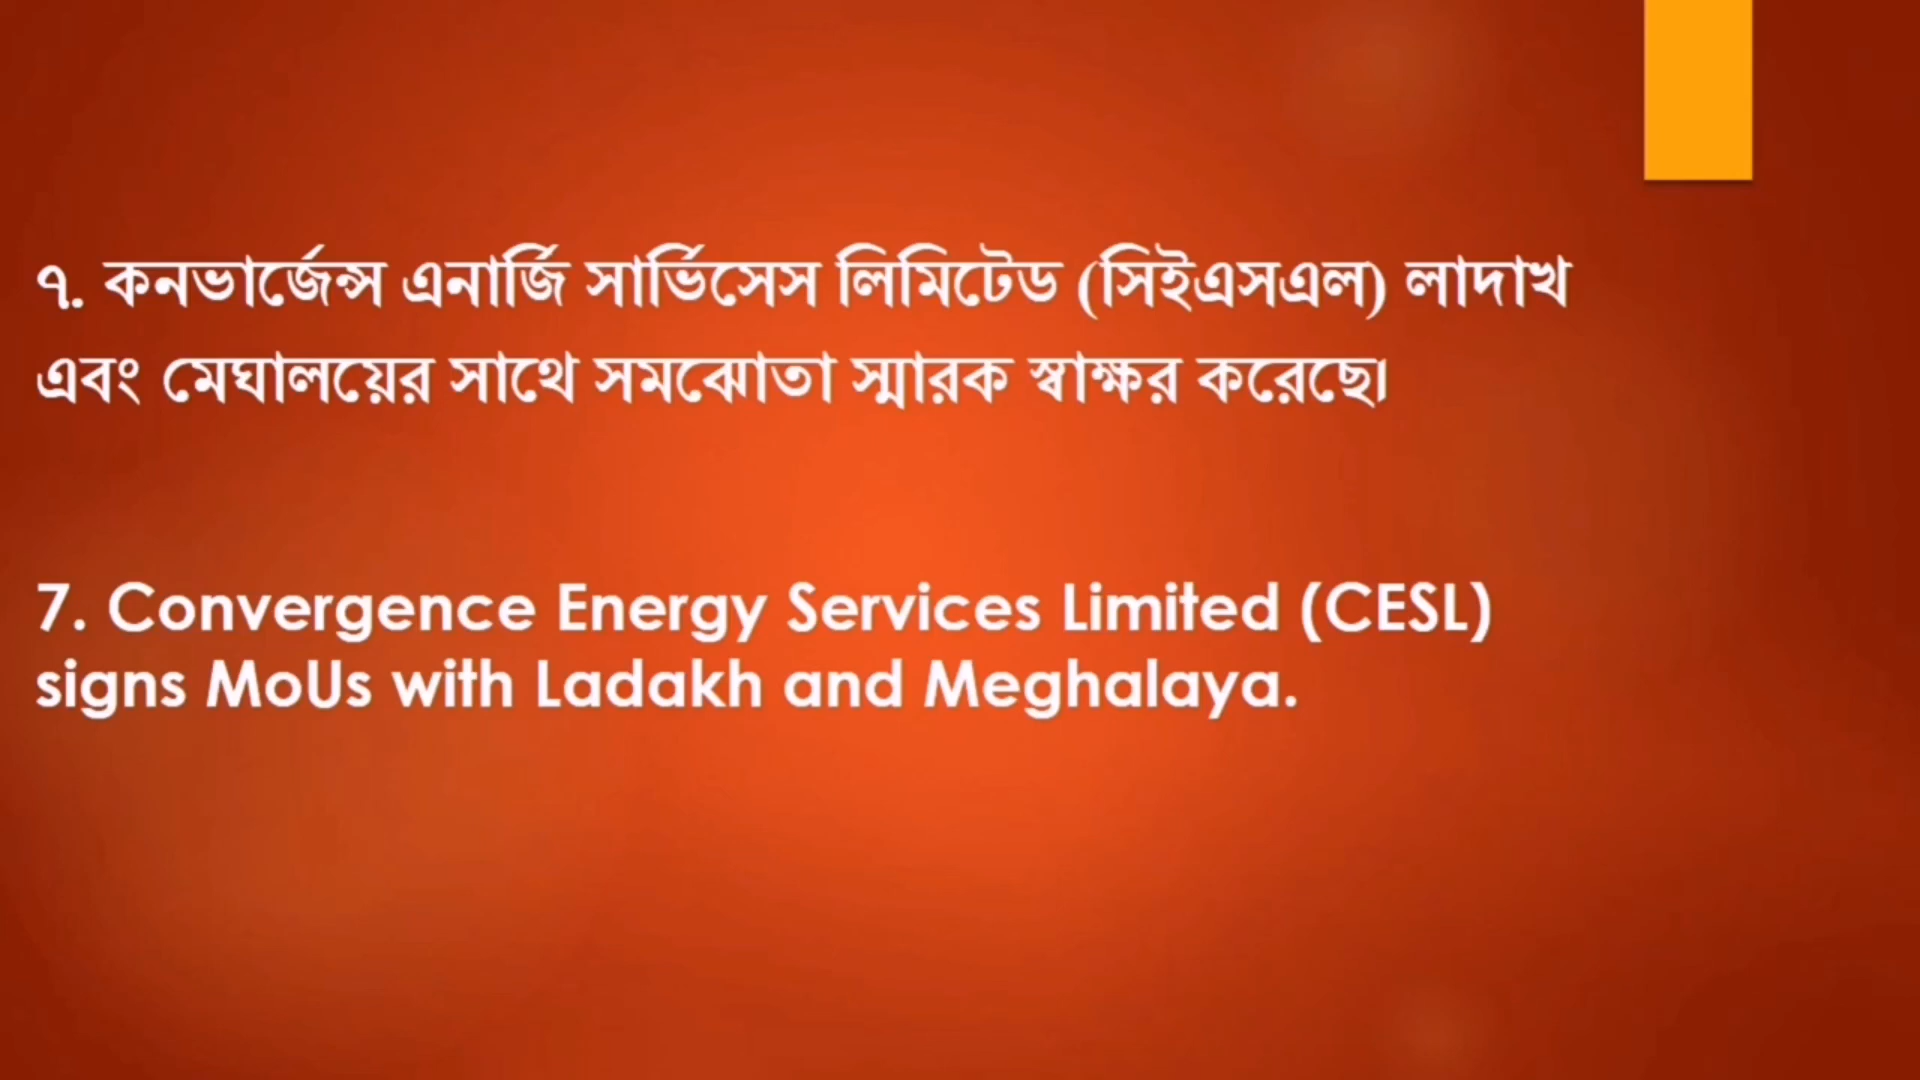 ৭. কনভার্জেন্স এনার্জি সার্ভিসেস লিমিটেড (সিইএসএল) লাদাখ
এবং মেঘালয়ের সাথে সমঝোতা স্মারক স্বাক্ষর করেছে।
7. Convergence Energy Services Limited (CESL)
signs MoUs with Ladakh and Meghalaya.